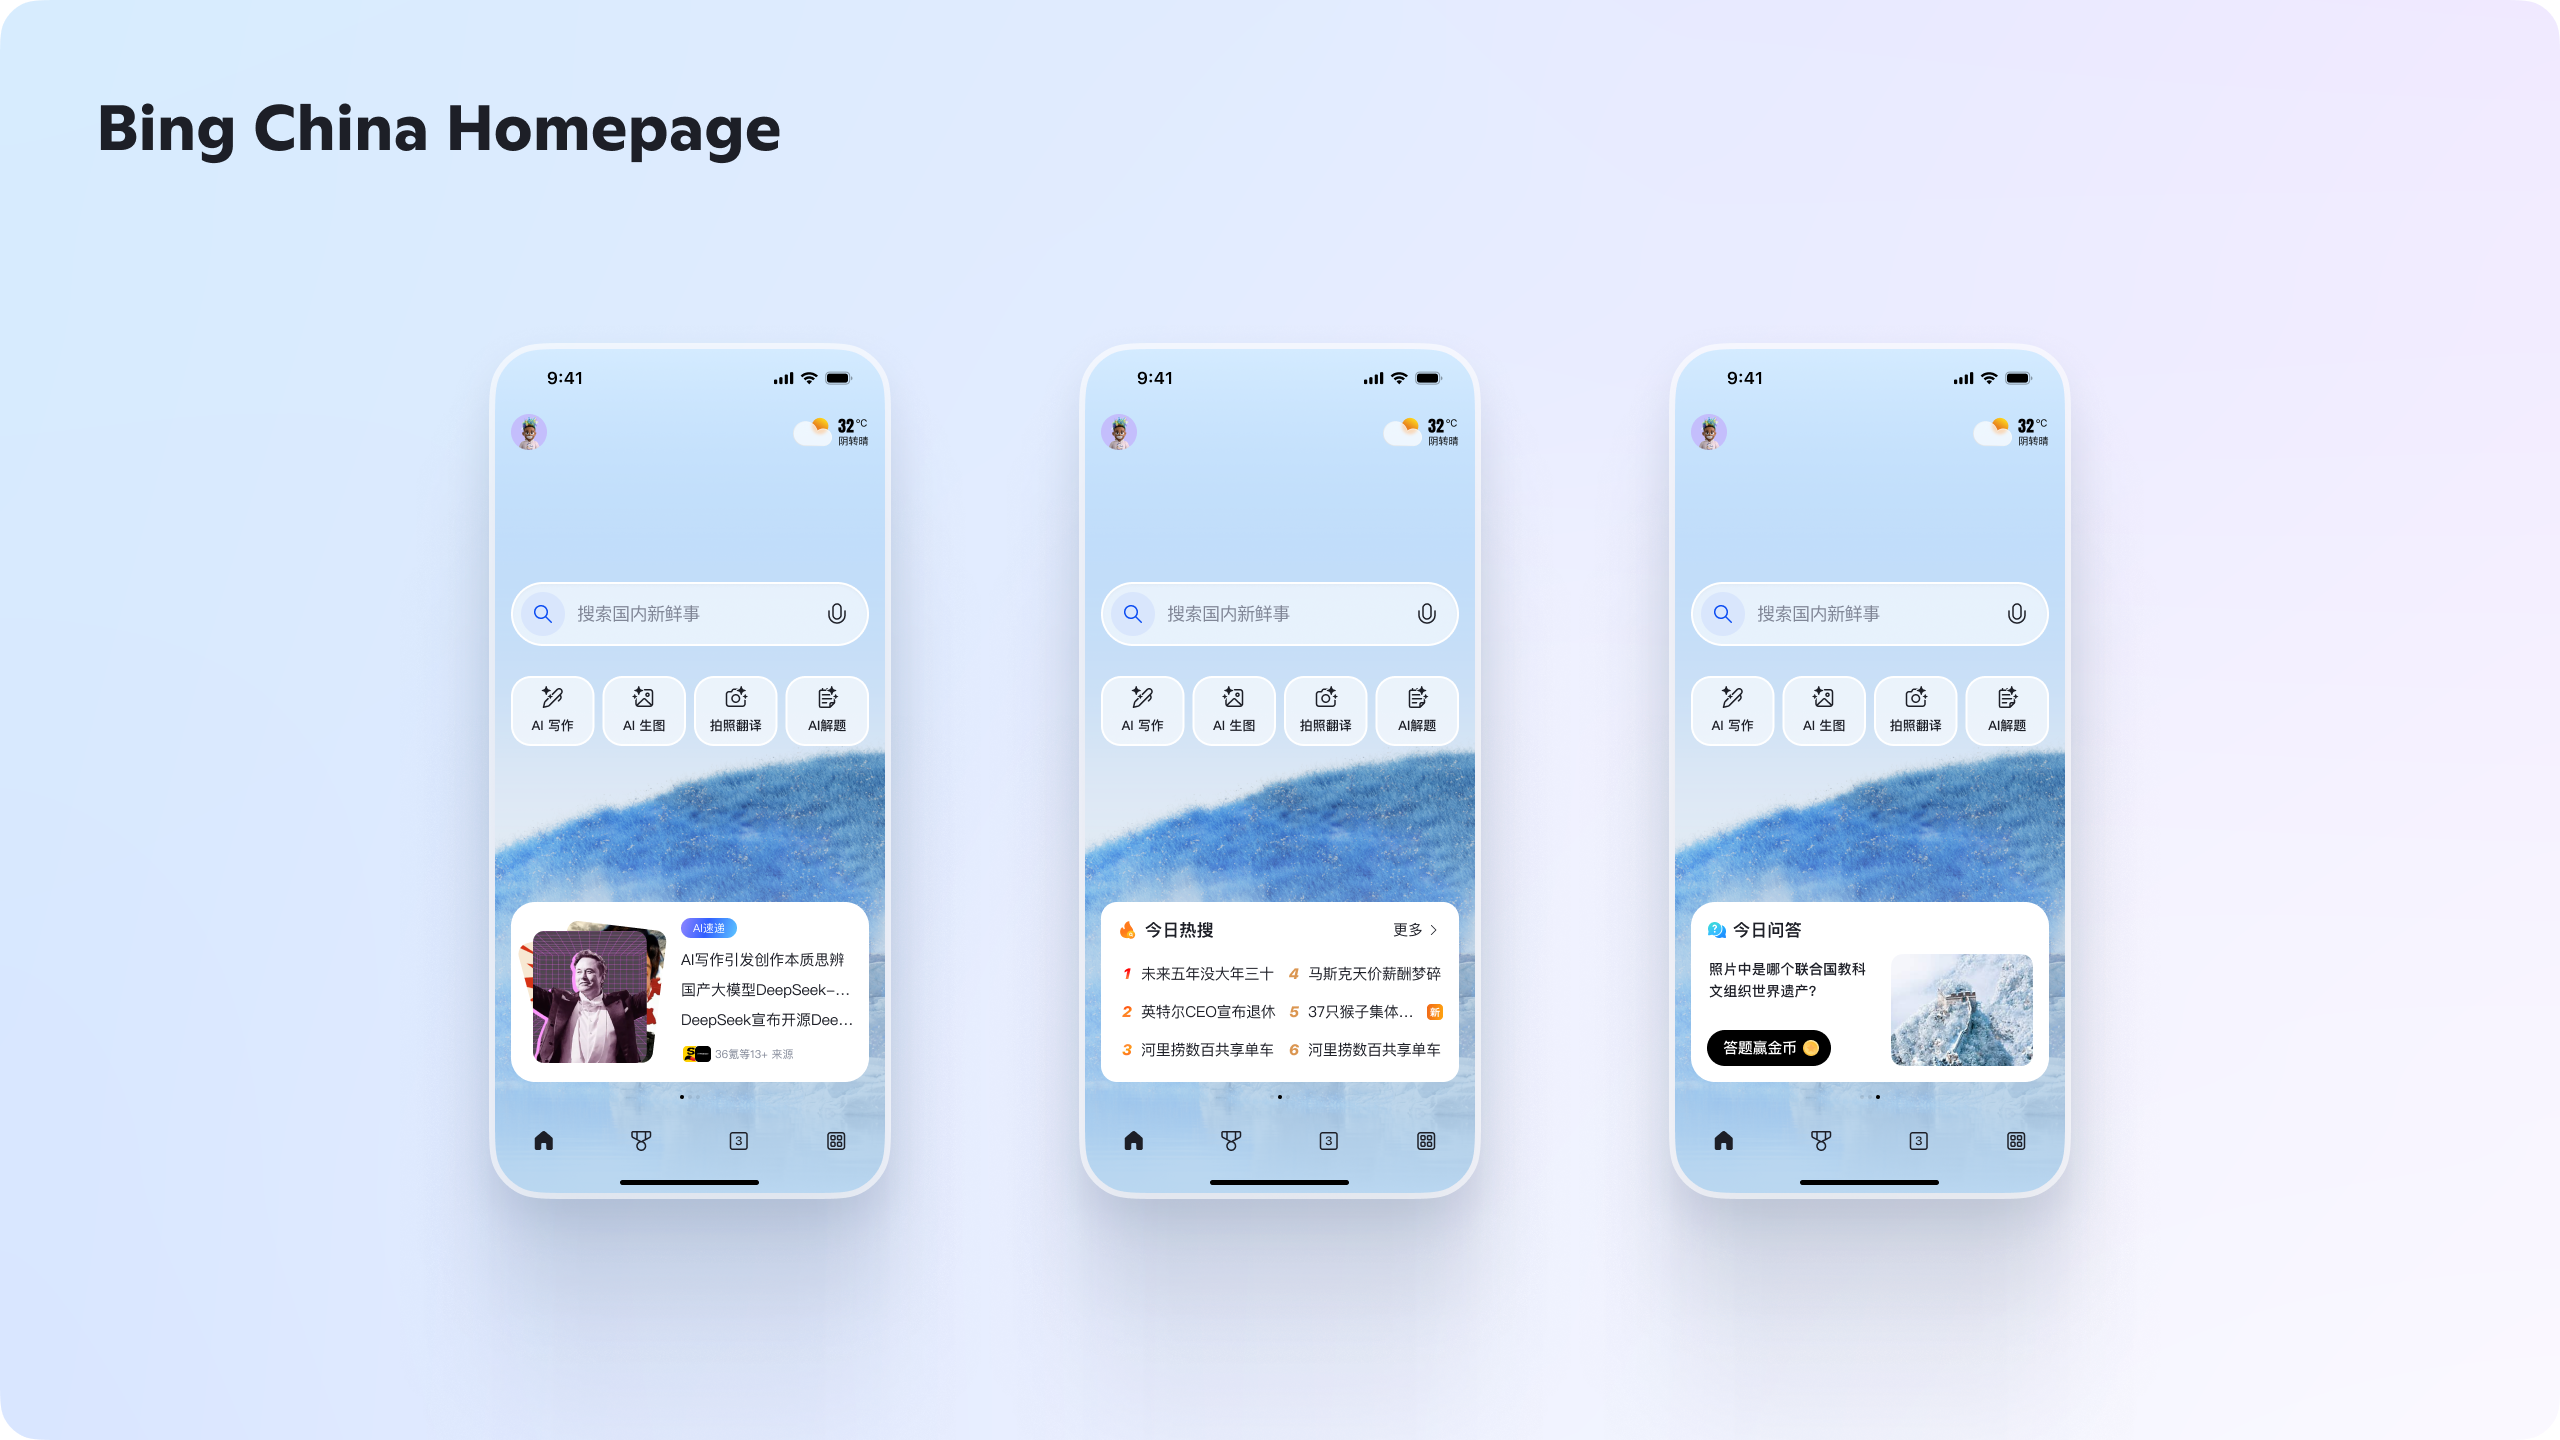 Bing China Homepage
9:41
32°C
阴转晴
搜索国内新鲜事
AI 写作
AI 生图
拍照翻译
AI解题
AI速递
AI写作引发创作本质思辨
国产大模型DeepSeek-...
DeepSeek宣布开源Dee...
36氪等13+ 来源
3
9:41
32°C
阴转晴
搜索国内新鲜事
AI 写作
AI 生图
拍照翻译
AI解题
今日热搜
更多
1 未来五年没大年三十
4 马斯克天价薪酬梦碎
2 英特尔CEO宣布退休
5 37只猴子集体... 新
3 河里捞数百共享单车
6 河里捞数百共享单车
3
9:41
32°C
阴转晴
搜索国内新鲜事
AI 写作
AI 生图
拍照翻译
AI解题
今日问答
照片中是哪个联合国教科
文组织世界遗产?
答题赢金币
3